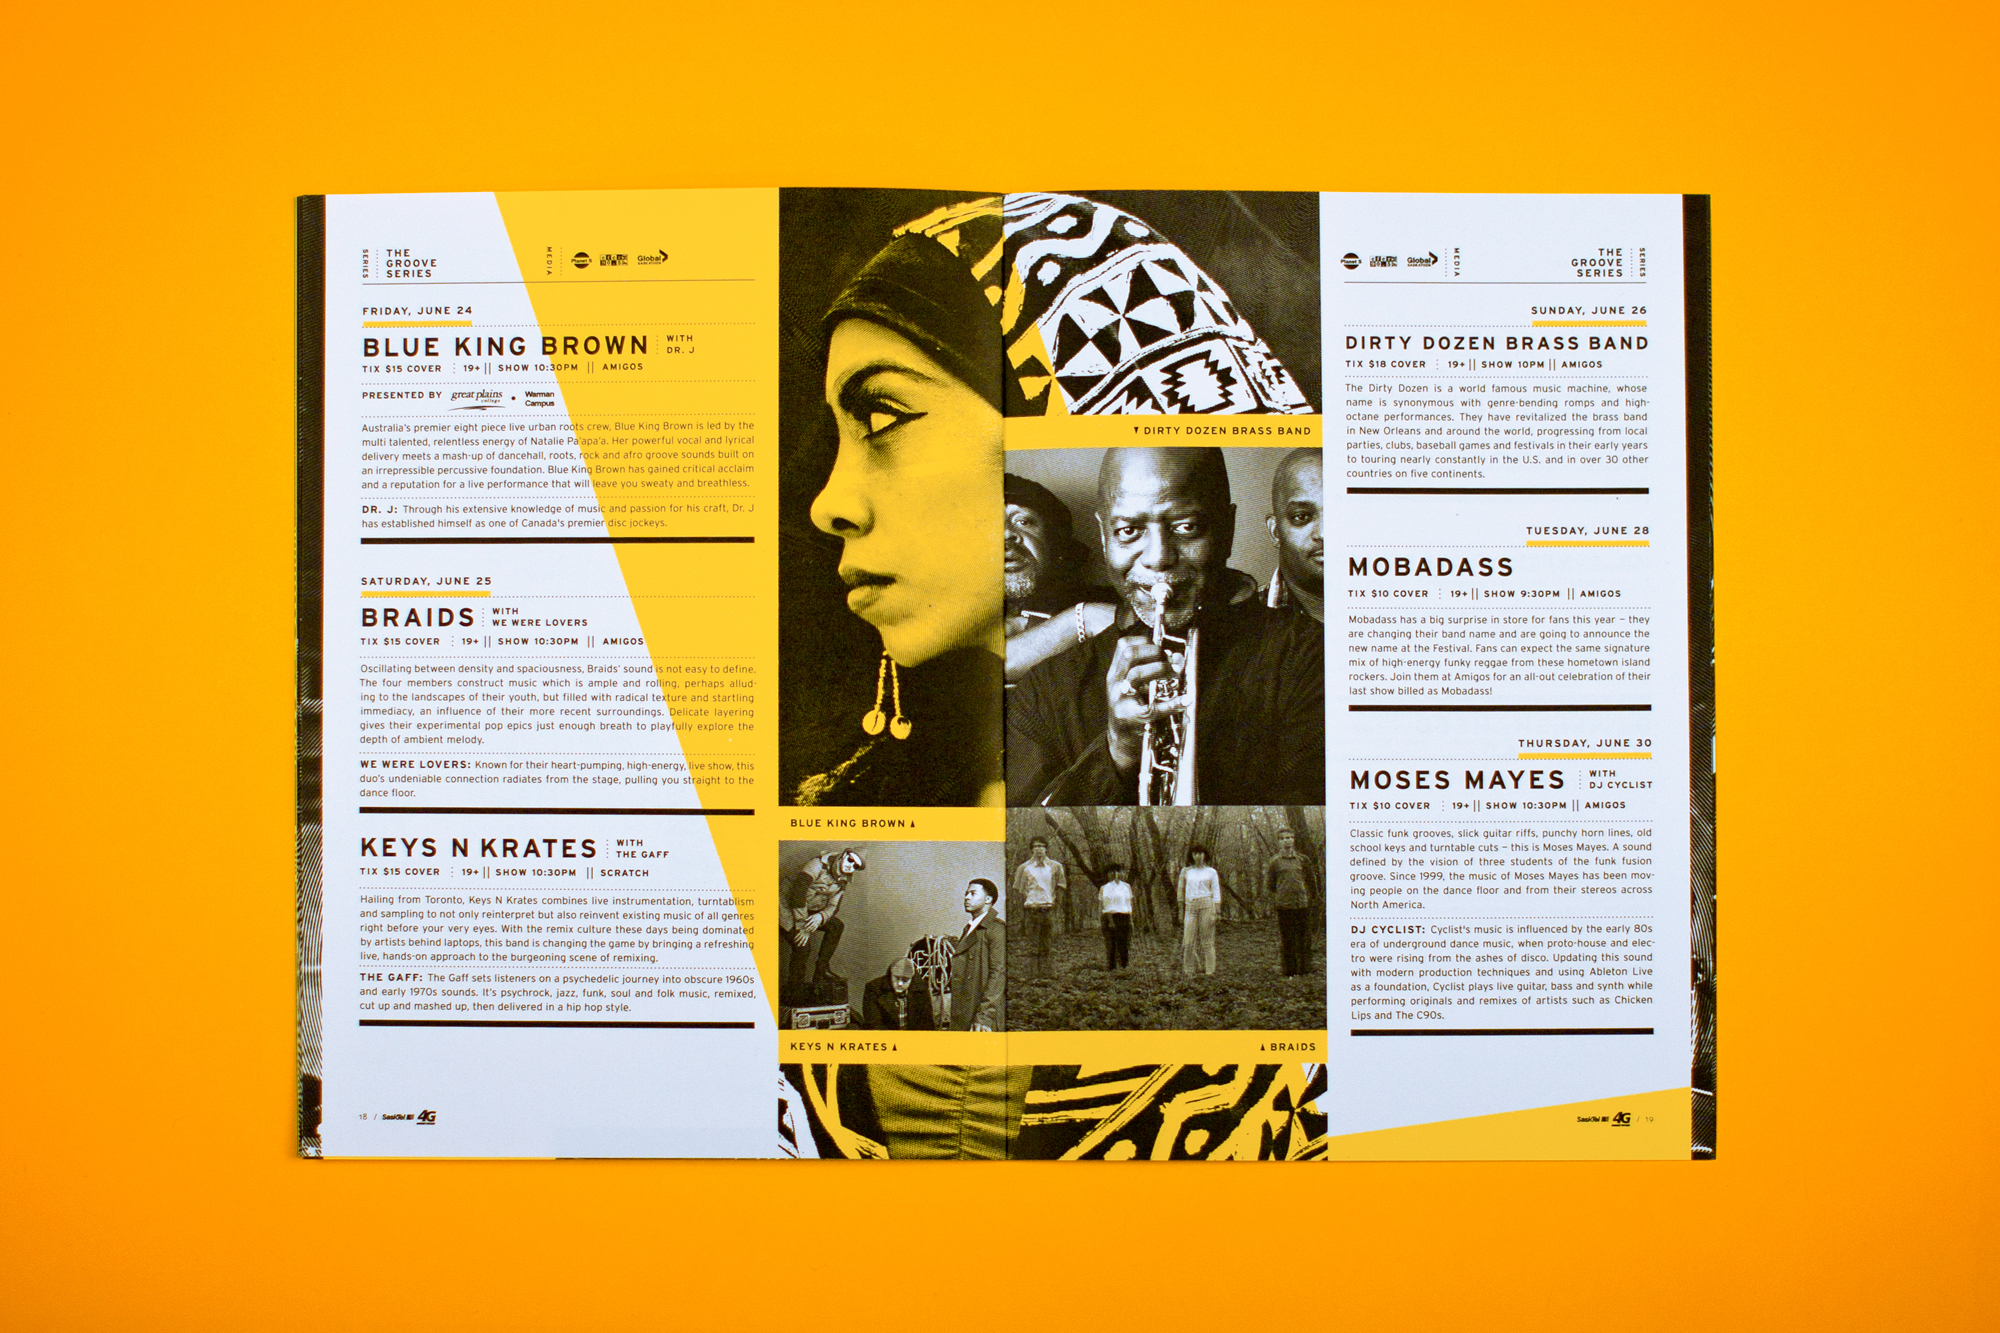 SERIES
THE
GROOVE
SERIES
MEDIA
Planet S
Global
SASKATOON
FRIDAY, JUNE 24
BLUE KING BROWN
WITH
DR. J
TIX $15 COVER 19+ || SHOW 10:30PM || AMIGOS
PRESENTED BY great plains college • Warman Campus
Australia's premier eight piece live urban roots crew, Blue King Brown is led by the
multi talented, relentless energy of Natalie Pa'apa'a. Her powerful vocal and lyrical
delivery meets a mash-up of dancehall, roots, rock and afro groove sounds built on
an irrepressible percussive foundation. Blue King Brown has gained critical acclaim
and a reputation for a live performance that will leave you sweaty and breathless.
DR. J: Through his extensive knowledge of music and passion for his craft, Dr. J
has established himself as one of Canada's premier disc jockeys.
SATURDAY, JUNE 25
BRAIDS
WITH
WE WERE LOVERS
TIX $15 COVER 19+ || SHOW 10:30PM || AMIGOS
Oscillating between density and spaciousness, Braids' sound is not easy to define.
The four members construct music which is ample and rolling, perhaps allud-
ing to the landscapes of their youth, but filled with radical texture and startling
immediacy, an influence of their more recent surroundings. Delicate layering
gives their experimental pop epics just enough breath to playfully explore the
depth of ambient melody.
WE WERE LOVERS: Known for their heart-pumping, high-energy, live show, this
duo's undeniable connection radiates from the stage, pulling you straight to the
dance floor.
KEYS N KRATES
WITH
THE GAFF
TIX $15 COVER 19+ || SHOW 10:30PM || SCRATCH
Hailing from Toronto, Keys N Krates combines live instrumentation, turntablism
and sampling to not only reinterpret but also reinvent existing music of all genres
right before your very eyes. With the remix culture these days being dominated
by artists behind laptops, this band is changing the game by bringing a refreshing
live, hands-on approach to the burgeoning scene of remixing.
THE GAFF: The Gaff sets listeners on a psychedelic journey into obscure 1960s
and early 1970s sounds. It's psychrock, jazz, funk, soul and folk music, remixed,
cut up and mashed up, then delivered in a hip hop style.
18 / SaskTel 4G
▼ DIRTY DOZEN BRASS BAND
BLUE KING BROWN ▲
KEYS N KRATES ▲
▲ BRAIDS
Planet S
Global
SASKATOON
MEDIA
THE
GROOVE
SERIES
SERIES
SUNDAY, JUNE 26
DIRTY DOZEN BRASS BAND
TIX $18 COVER 19+ || SHOW 10PM || AMIGOS
The Dirty Dozen is a world famous music machine, whose
name is synonymous with genre-bending romps and high-
octane performances. They have revitalized the brass band
in New Orleans and around the world, progressing from local
parties, clubs, baseball games and festivals in their early years
to touring nearly constantly in the U.S. and in over 30 other
countries on five continents.
TUESDAY, JUNE 28
MOBADASS
TIX $10 COVER 19+ || SHOW 9:30PM || AMIGOS
Mobadass has a big surprise in store for fans this year – they
are changing their band name and are going to announce the
new name at the Festival. Fans can expect the same signature
mix of high-energy funky reggae from these hometown island
rockers. Join them at Amigos for an all-out celebration of their
last show billed as Mobadass!
THURSDAY, JUNE 30
MOSES MAYES
WITH
DJ CYCLIST
TIX $10 COVER 19+ || SHOW 10:30PM || AMIGOS
Classic funk grooves, slick guitar riffs, punchy horn lines, old
school keys and turntable cuts – this is Moses Mayes. A sound
defined by the vision of three students of the funk fusion
groove. Since 1999, the music of Moses Mayes has been mov-
ing people on the dance floor and from their stereos across
North America.
DJ CYCLIST: Cyclist's music is influenced by the early 80s
era of underground dance music, when proto-house and elec-
tro were rising from the ashes of disco. Updating this sound
with modern production techniques and using Ableton Live
as a foundation, Cyclist plays live guitar, bass and synth while
performing originals and remixes of artists such as Chicken
Lips and The C90s.
SaskTel 4G / 19